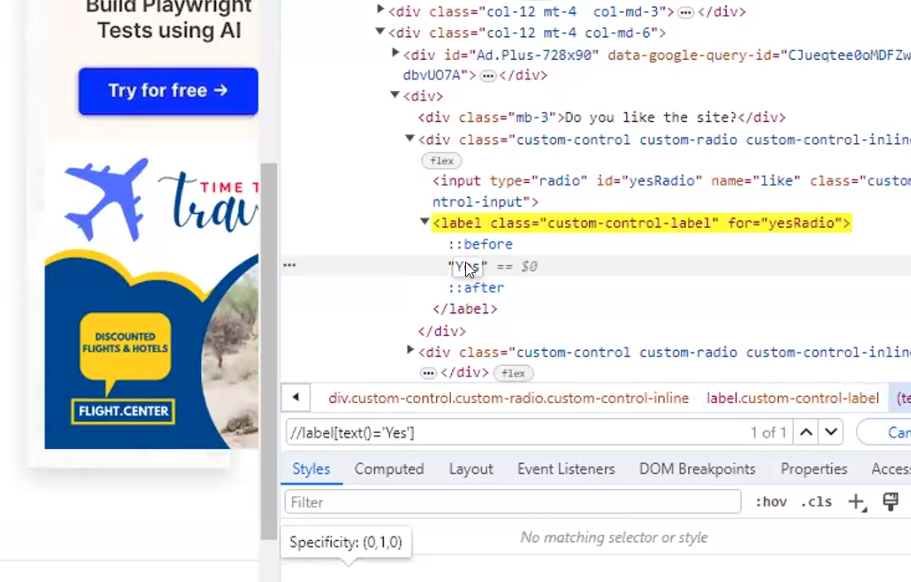 Build Playwright
Tests using AI
Try for free →
TIME T
trav
DISCOUNTED
FLIGHTS & HOTELS
FLIGHT.CENTER
▶<div class="col-12 mt-4  col-md-3">⋯</div>
▼<div class="col-12 mt-4 col-md-6">
▶<div id="Ad.Plus-728x90" data-google-query-id="CJueqtee0oMDFZw
dbvUO7A">⋯</div>
▼<div>
<div class="mb-3">Do you like the site?</div>
▼<div class="custom-control custom-radio custom-control-inline
flex
<input type="radio" id="yesRadio" name="like" class="custom
ntrol-input">
▼<label class="custom-control-label" for="yesRadio">
::before
⋯ "Yes" == $0
::after
</label>
</div>
▶<div class="custom-control custom-radio custom-control-inline
⋯</div> flex
◀ div.custom-control.custom-radio.custom-control-inline label.custom-control-label (te
//label[text()='Yes'] 1 of 1 Can
Styles Computed Layout Event Listeners DOM Breakpoints Properties Access
Filter :hov .cls +
No matching selector or style
Specificity: (0,1,0)